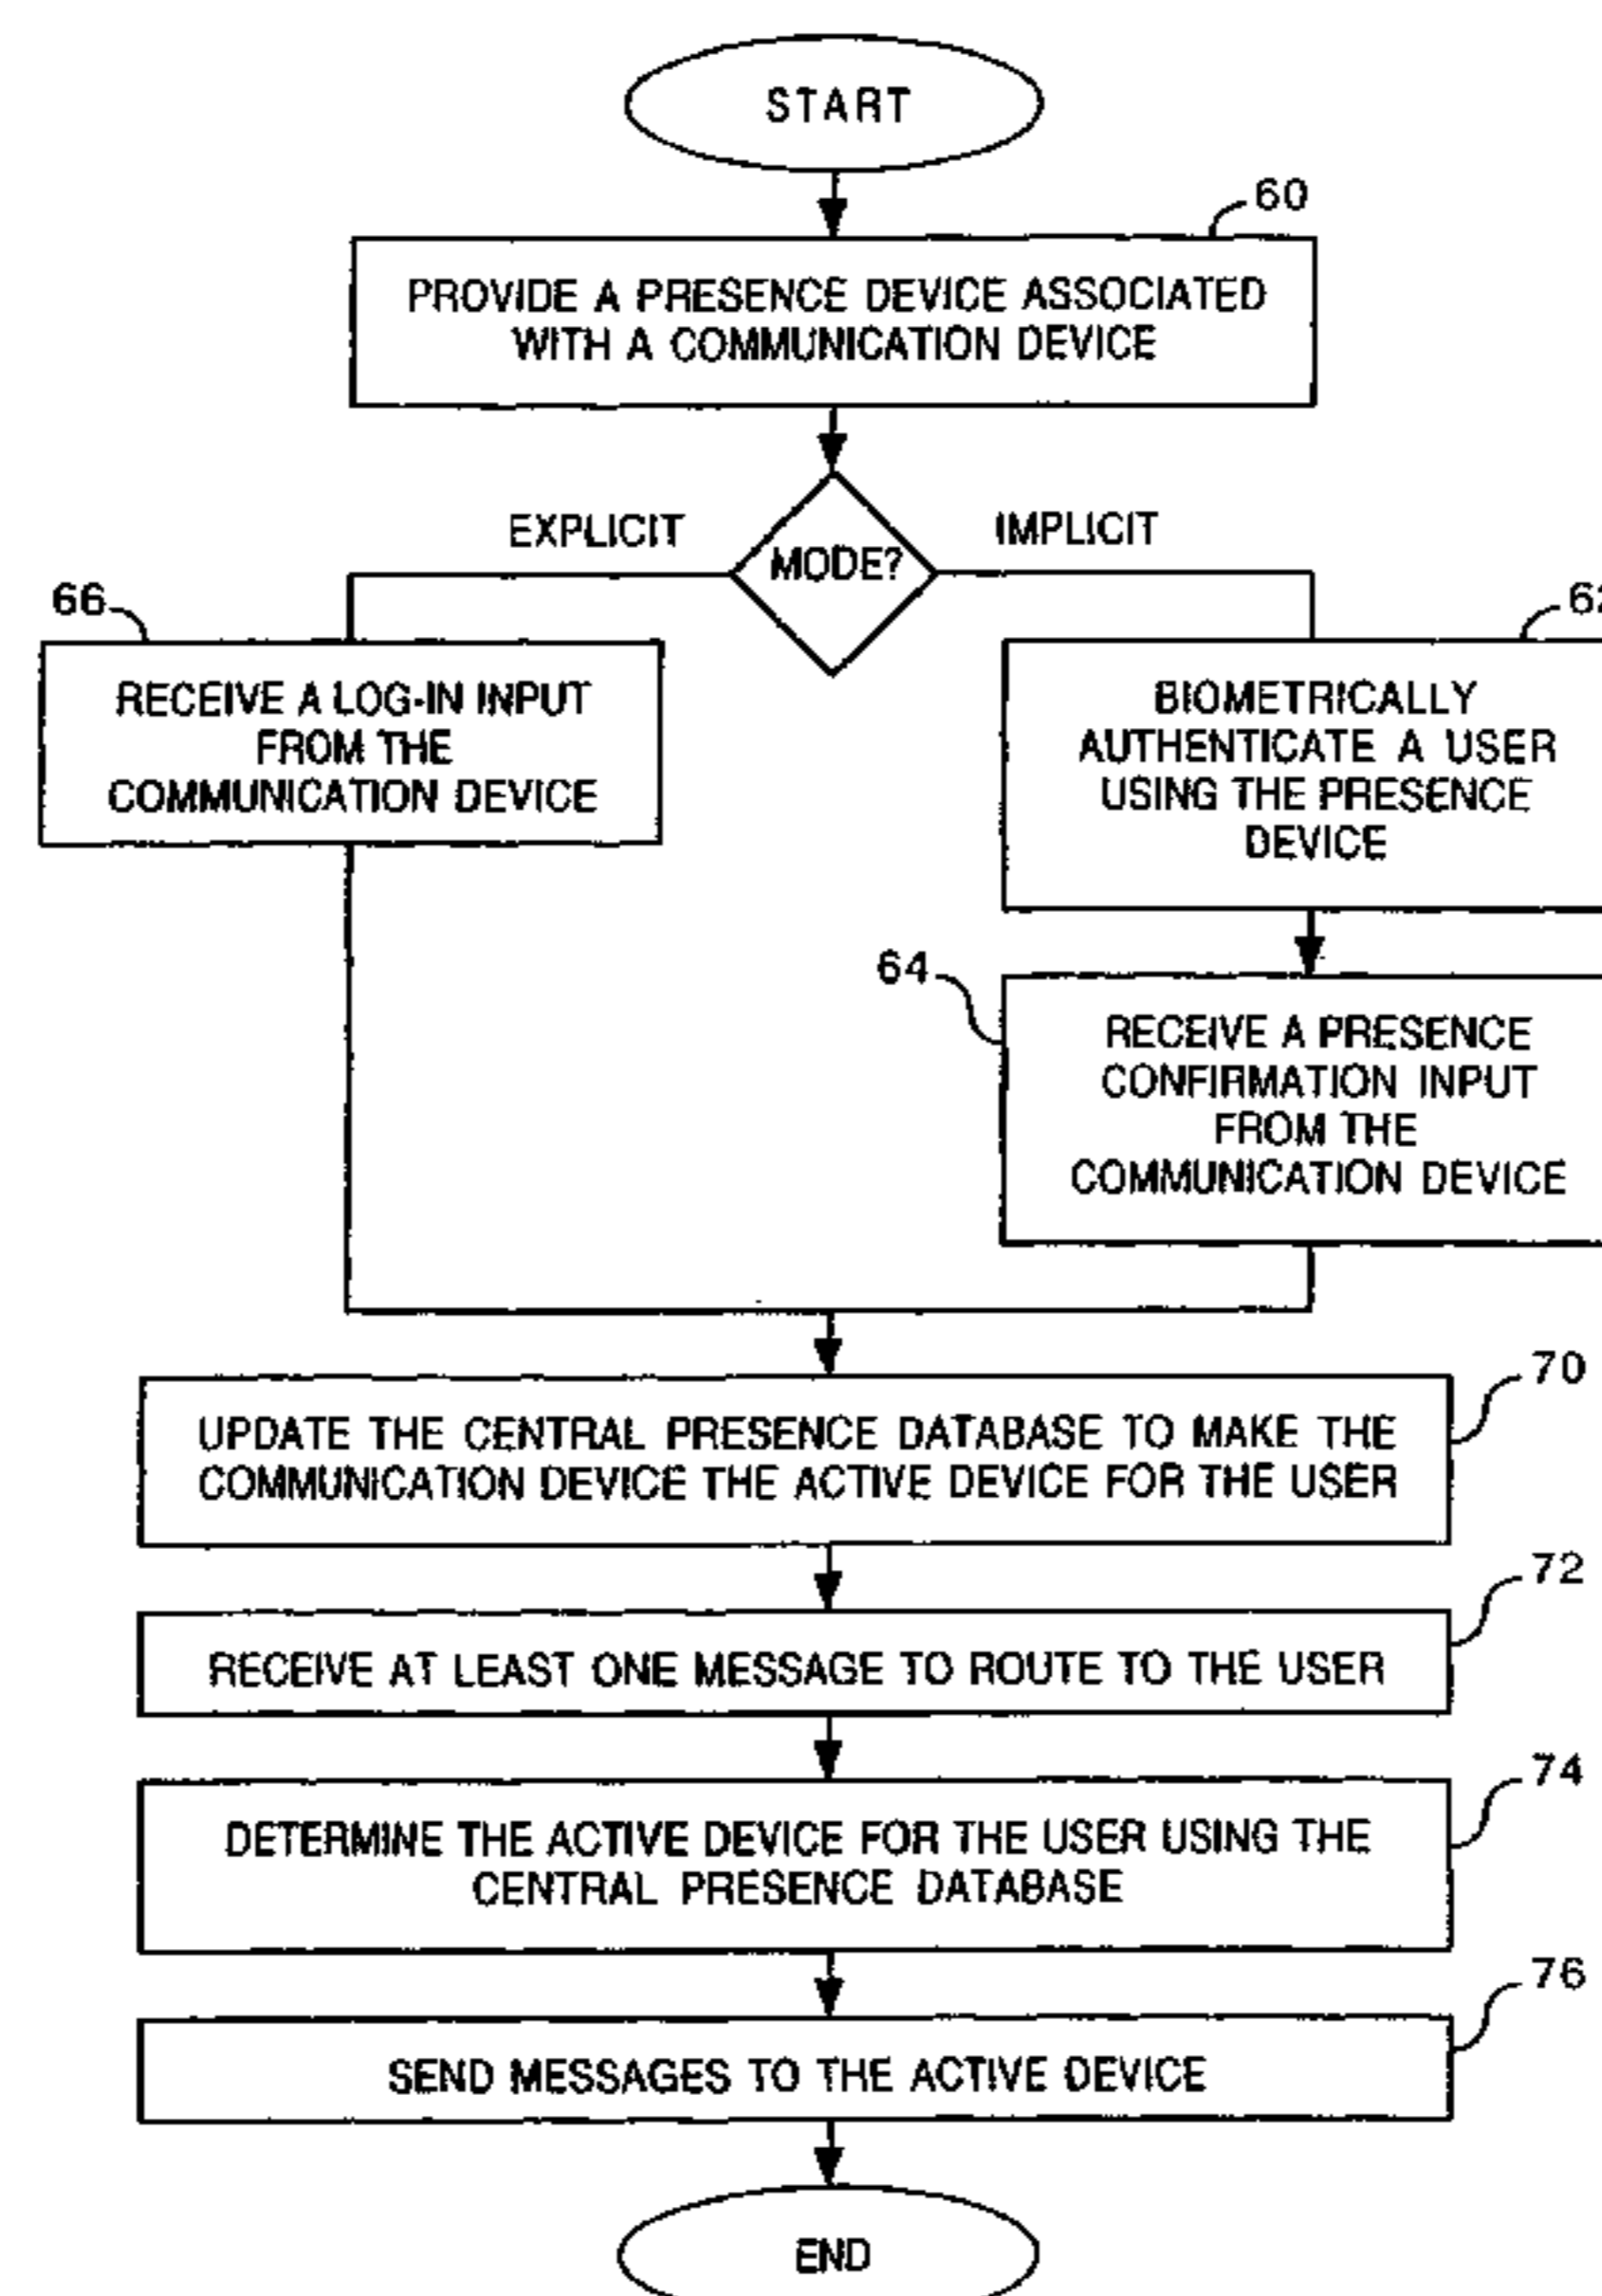 START
60
PROVIDE A PRESENCE DEVICE ASSOCIATED
WITH A COMMUNICATION DEVICE
EXPLICIT
MODE?
IMPLICIT
66
RECEIVE A LOG-IN INPUT
FROM THE
COMMUNICATION DEVICE
62
BIOMETRICALLY
AUTHENTICATE A USER
USING THE PRESENCE
DEVICE
64
RECEIVE A PRESENCE
CONFIRMATION INPUT
FROM THE
COMMUNICATION DEVICE
70
UPDATE THE CENTRAL PRESENCE DATABASE TO MAKE THE
COMMUNICATION DEVICE THE ACTIVE DEVICE FOR THE USER
72
RECEIVE AT LEAST ONE MESSAGE TO ROUTE TO THE USER
74
DETERMINE THE ACTIVE DEVICE FOR THE USER USING THE
CENTRAL PRESENCE DATABASE
76
SEND MESSAGES TO THE ACTIVE DEVICE
END